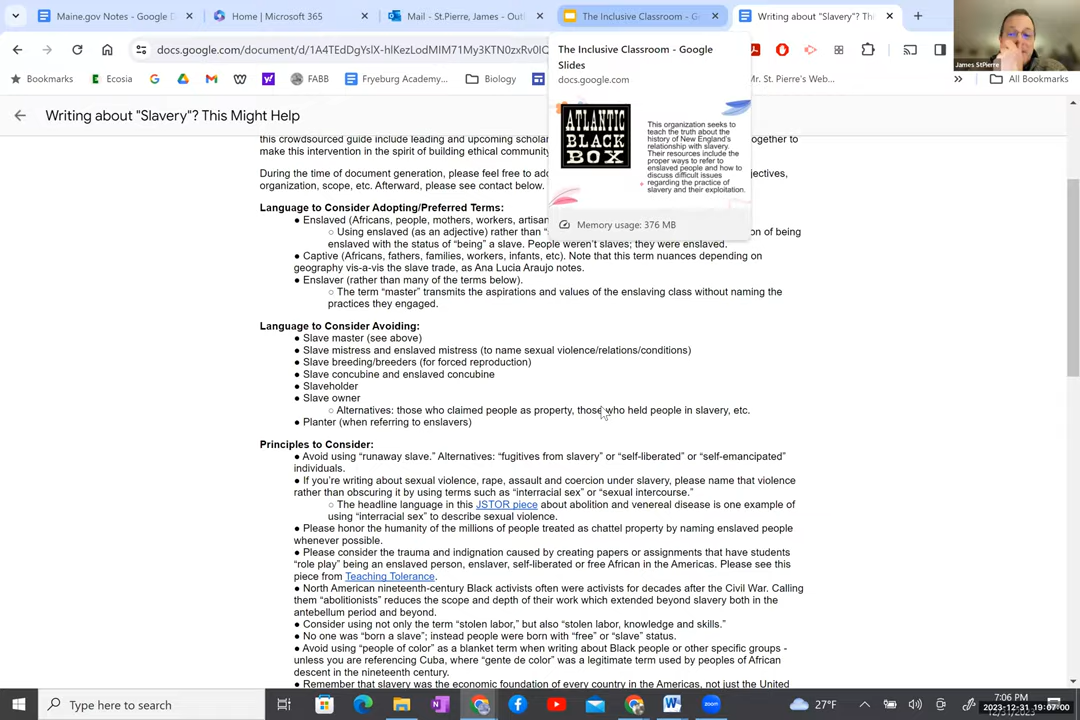 Maine.gov Notes - Google D
Home | Microsoft 365
Mail - St.Pierre, James - Outl
The Inclusive Classroom - G
Writing about "Slavery"? Th
docs.google.com/document/d/1A4TEdDgYslX-hlKezLodMIM71My3KTN0zxRv0IQ
Bookmarks
Ecosia
FABB
Fryeburg Academy...
Biology
Mr. St. Pierre's Web...
»
All Bookmarks
James StPierre
The Inclusive Classroom - Google
Slides
docs.google.com
ATLANTIC
BLACK
BOX
This organization seeks to
teach the truth about the
history of New England's
relationship with slavery.
Their resources include the
proper ways to refer to
enslaved people and how to
discuss difficult issues
regarding the practice of
slavery and their exploitation.
Memory usage: 376 MB
Writing about "Slavery"? This Might Help
this crowdsourced guide include leading and upcoming schola ogether to
make this intervention in the spirit of building ethical community
During the time of document generation, please feel free to ad jectives,
organization, scope, etc. Afterward, please see contact below.
Language to Consider Adopting/Preferred Terms:
● Enslaved (Africans, people, mothers, workers, artisan
○ Using enslaved (as an adjective) rather than on of being
enslaved with the status of "being" a slave. People weren't slaves; they were enslaved.
● Captive (Africans, fathers, families, workers, infants, etc). Note that this term nuances depending on
geography vis-a-vis the slave trade, as Ana Lucia Araujo notes.
● Enslaver (rather than many of the terms below).
○ The term "master" transmits the aspirations and values of the enslaving class without naming the
practices they engaged.
Language to Consider Avoiding:
● Slave master (see above)
● Slave mistress and enslaved mistress (to name sexual violence/relations/conditions)
● Slave breeding/breeders (for forced reproduction)
● Slave concubine and enslaved concubine
● Slaveholder
● Slave owner
○ Alternatives: those who claimed people as property, those who held people in slavery, etc.
● Planter (when referring to enslavers)
Principles to Consider:
● Avoid using "runaway slave." Alternatives: "fugitives from slavery" or "self-liberated" or "self-emancipated"
individuals.
● If you're writing about sexual violence, rape, assault and coercion under slavery, please name that violence
rather than obscuring it by using terms such as "interracial sex" or "sexual intercourse."
○ The headline language in this JSTOR piece about abolition and venereal disease is one example of
using "interracial sex" to describe sexual violence.
● Please honor the humanity of the millions of people treated as chattel property by naming enslaved people
whenever possible.
● Please consider the trauma and indignation caused by creating papers or assignments that have students
"role play" being an enslaved person, enslaver, self-liberated or free African in the Americas. Please see this
piece from Teaching Tolerance.
● North American nineteenth-century Black activists often were activists for decades after the Civil War. Calling
them "abolitionists" reduces the scope and depth of their work which extended beyond slavery both in the
antebellum period and beyond.
● Consider using not only the term "stolen labor," but also "stolen labor, knowledge and skills."
● No one was "born a slave"; instead people were born with "free" or "slave" status.
● Avoid using "people of color" as a blanket term when writing about Black people or other specific groups -
unless you are referencing Cuba, where "gente de color" was a legitimate term used by peoples of African
descent in the nineteenth century.
● Remember that slavery was the economic foundation of every country in the Americas, not just the United
Type here to search
27°F
7:06 PM
2023-12-31 19:07:00